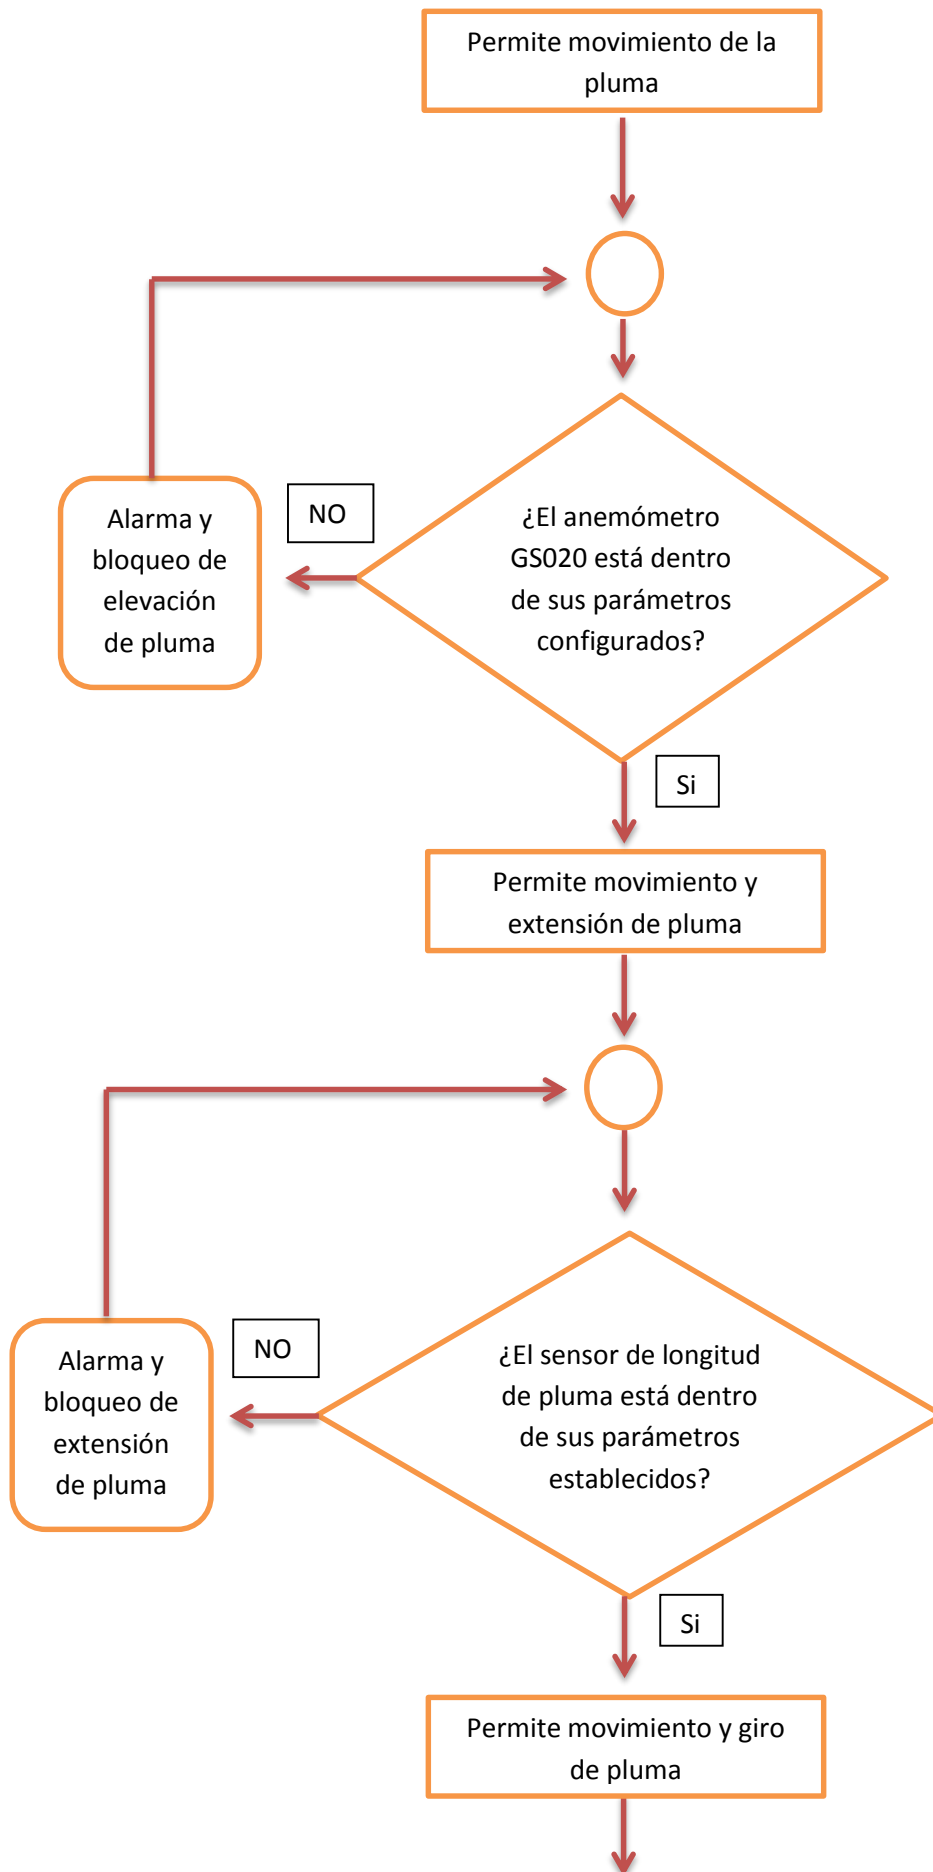 Permite movimiento de la
pluma
Alarma y
bloqueo de
elevación
de pluma
NO
¿El anemómetro
GS020 está dentro
de sus parámetros
configurados?
Si
Permite movimiento y
extensión de pluma
Alarma y
bloqueo de
extensión
de pluma
NO
¿El sensor de longitud
de pluma está dentro
de sus parámetros
establecidos?
Si
Permite movimiento y giro
de pluma